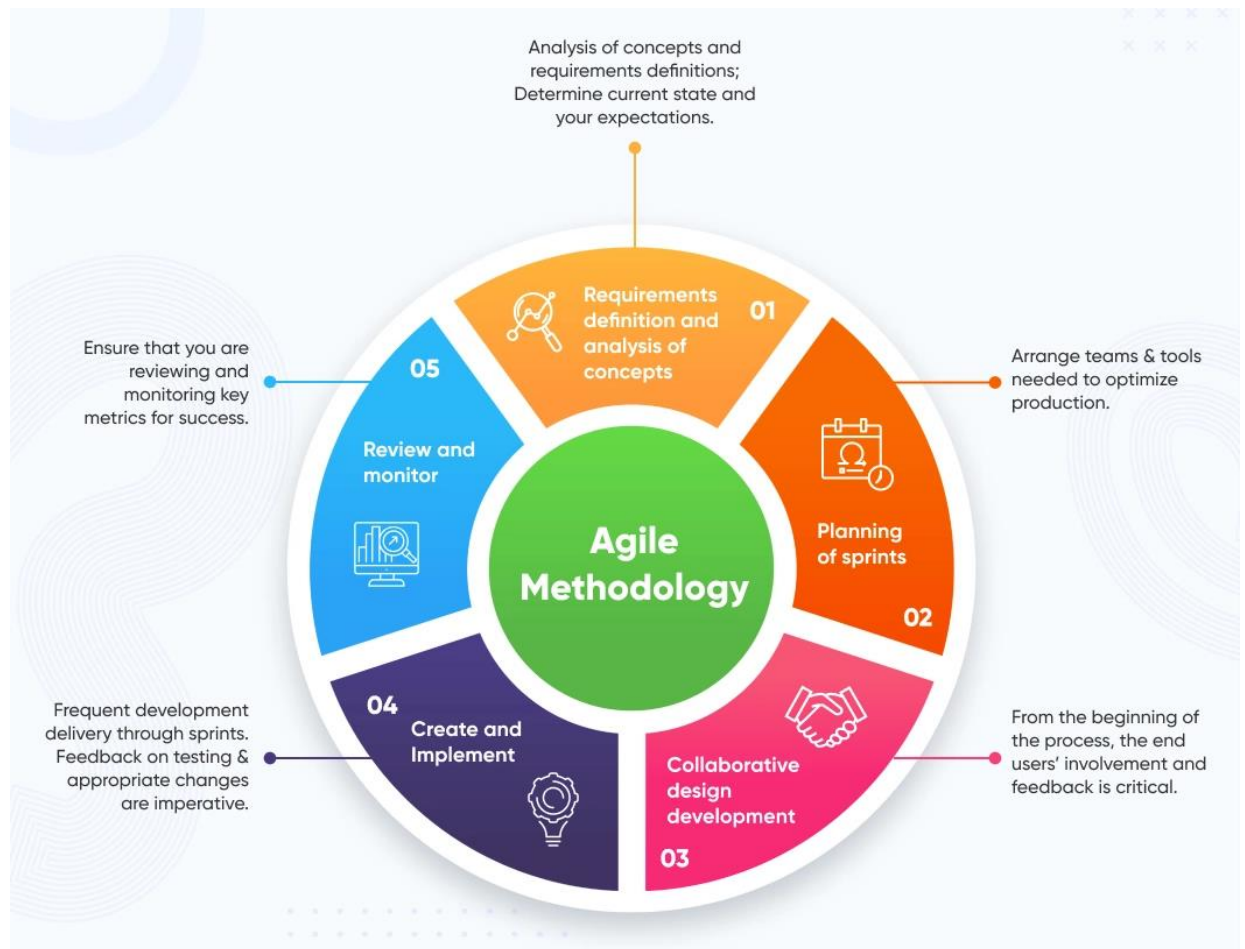 Analysis of concepts and
requirements definitions;
Determine current state and
your expectations.
Requirements
definition and
analysis of
concepts
01
Arrange teams & tools
needed to optimize
production.
Planning
of sprints
02
From the beginning of
the process, the end
users’ involvement and
feedback is critical.
Collaborative
design
development
03
Frequent development
delivery through sprints.
Feedback on testing &
appropriate changes
are imperative.
04
Create and
Implement
Ensure that you are
reviewing and
monitoring key
metrics for success.
05
Review and
monitor
Agile
Methodology